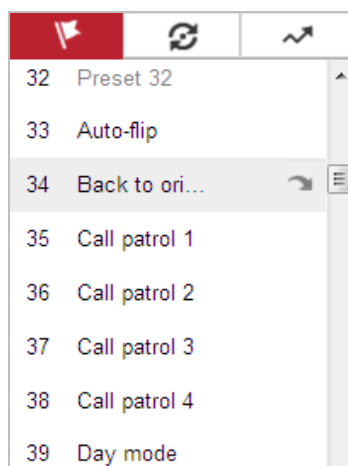 32 Preset 32
33 Auto-flip
34 Back to ori...
35 Call patrol 1
36 Call patrol 2
37 Call patrol 3
38 Call patrol 4
39 Day mode